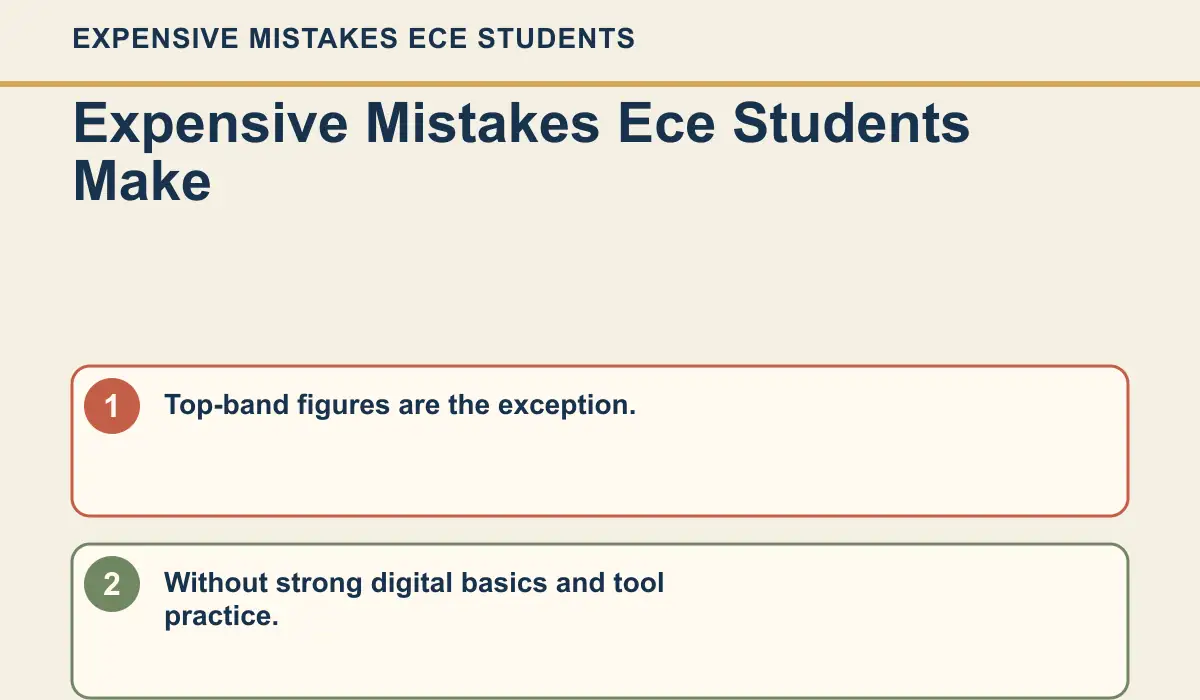 EXPENSIVE MISTAKES ECE STUDENTS
Expensive Mistakes Ece Students
Make
1
Top-band figures are the exception.
2
Without strong digital basics and tool
practice.